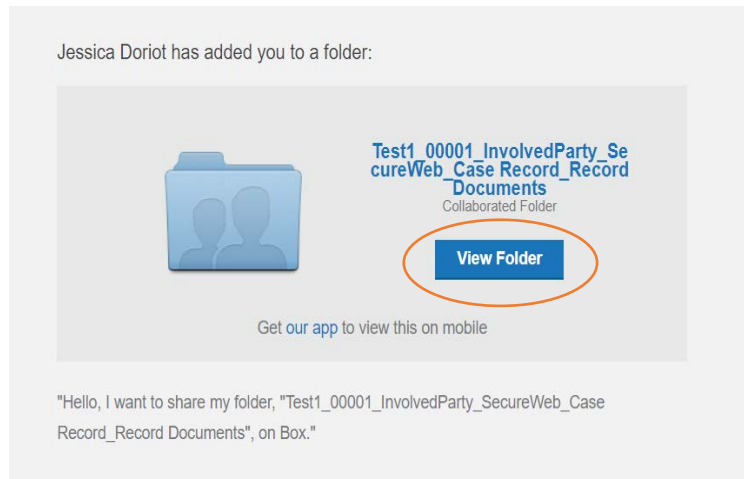 Jessica Doriot has added you to a folder:
Test1_00001_InvolvedParty_Se
cureWeb_Case Record_Record
Documents
Collaborated Folder
View Folder
Get our app to view this on mobile
"Hello, I want to share my folder, "Test1_00001_InvolvedParty_SecureWeb_Case
Record_Record Documents", on Box."